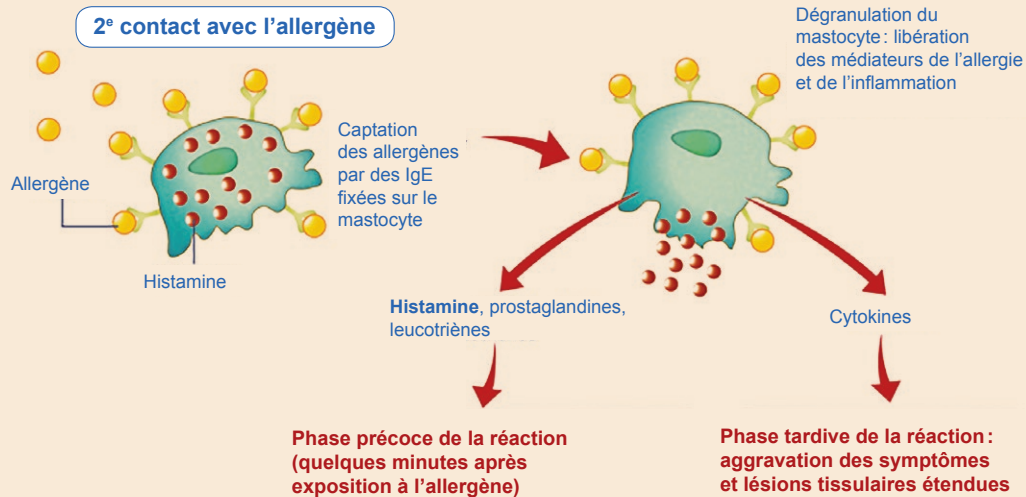 2e contact avec l’allergène
Dégranulation du
mastocyte : libération
des médiateurs de l’allergie
et de l’inflammation
Captation
des allergènes
par des IgE
fixées sur le
mastocyte
Allergène
Histamine
Histamine, prostaglandines,
leucotriènes
Cytokines
Phase précoce de la réaction
(quelques minutes après
exposition à l’allergène)
Phase tardive de la réaction :
aggravation des symptômes
et lésions tissulaires étendues